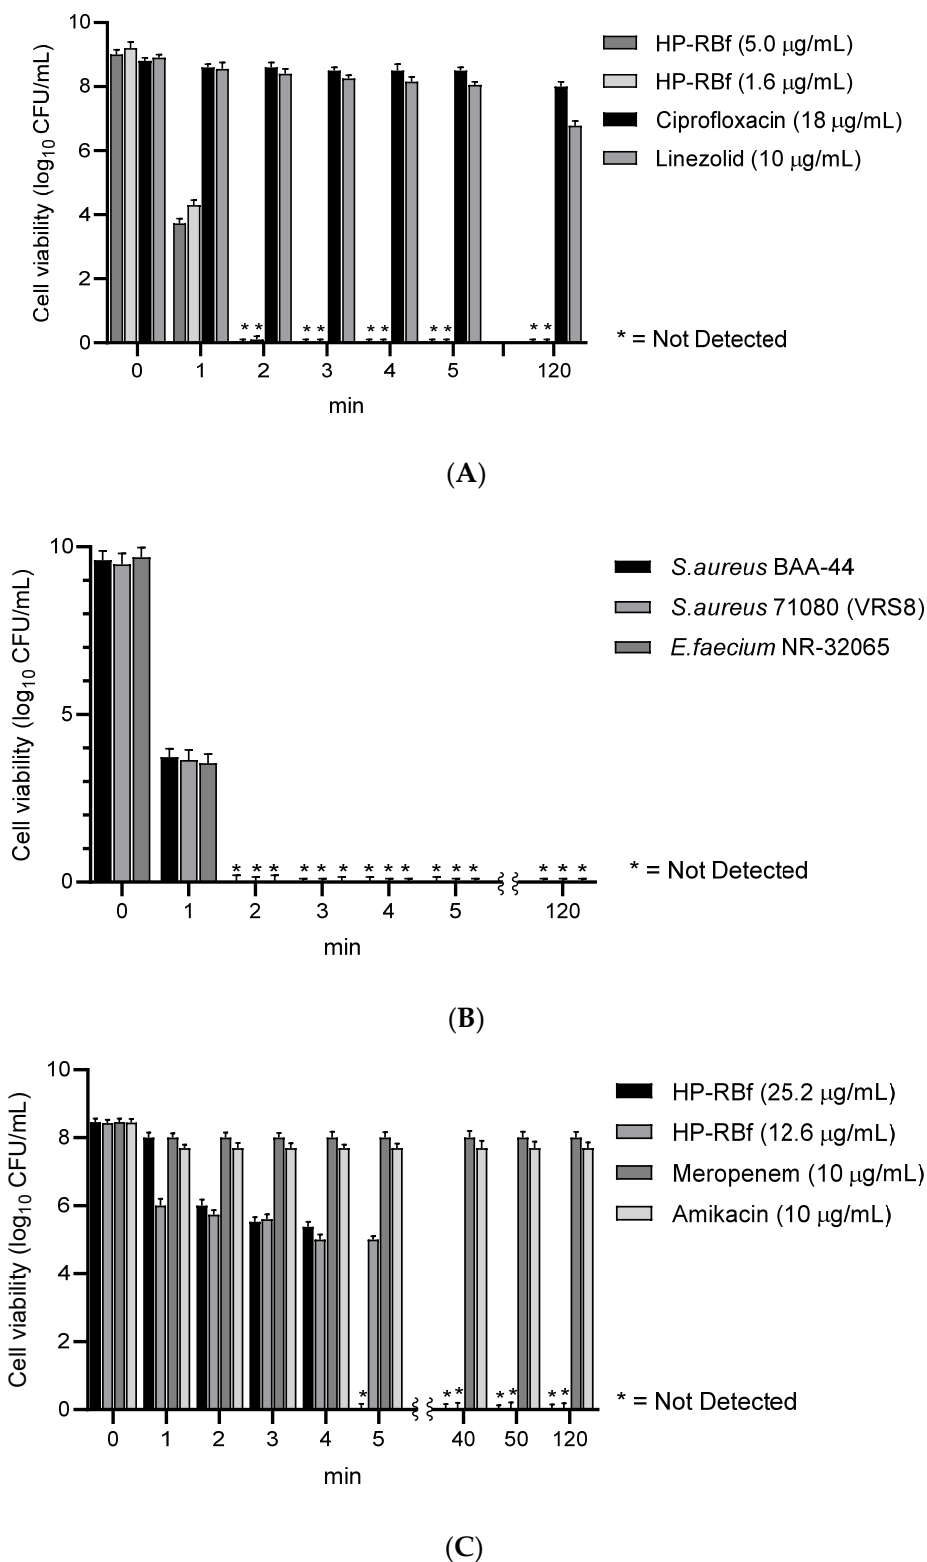 10
8
6
4
2
0
Cell viability (log10 CFU/mL)
HP-RBf (5.0 μg/mL)
HP-RBf (1.6 μg/mL)
Ciprofloxacin (18 μg/mL)
Linezolid (10 μg/mL)
* * * * * * * * * *
* = Not Detected
0 1 2 3 4 5 120
min
(A)
10
5
0
Cell viability (log10 CFU/mL)
S.aureus BAA-44
S.aureus 71080 (VRS8)
E.faecium NR-32065
* * * * * * * * * * * * * * *
* = Not Detected
0 1 2 3 4 5 120
min
(B)
10
8
6
4
2
0
Cell viability (log10 CFU/mL)
HP-RBf (25.2 μg/mL)
HP-RBf (12.6 μg/mL)
Meropenem (10 μg/mL)
Amikacin (10 μg/mL)
* * * * * * *
* = Not Detected
0 1 2 3 4 5 40 50 120
min
(C)